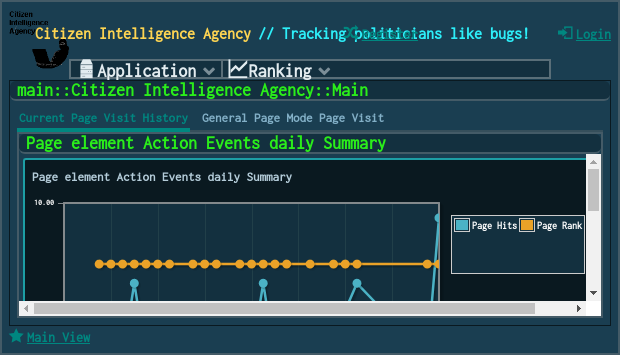 Citizen
Intelligence
Agency
Citizen Intelligence Agency // Tracking politicians like bugs!
Register
Login
Application
Ranking
main::Citizen Intelligence Agency::Main
Current Page Visit History
General Page Mode Page Visit
Page element Action Events daily Summary
Page element Action Events daily Summary
10.00
Page Hits
Page Rank
Main View